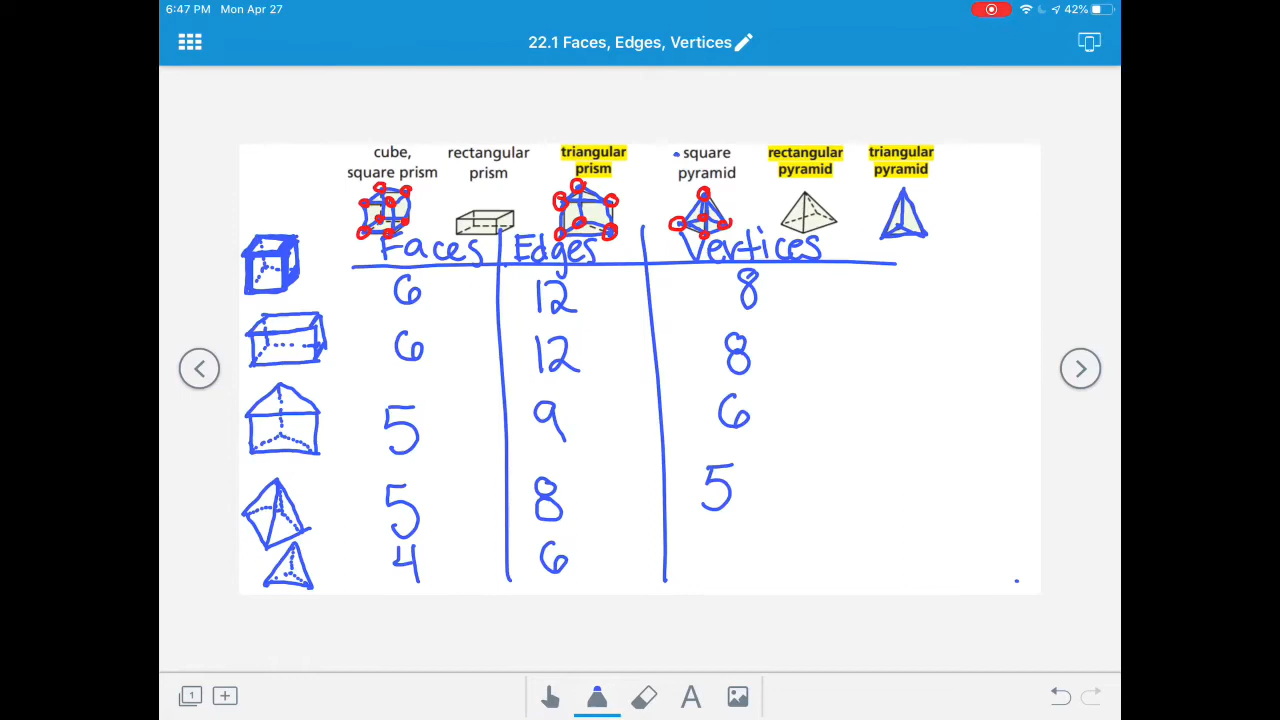 6:47 PM Mon Apr 27
42%
22.1 Faces, Edges, Vertices
cube, square prism
rectangular prism
triangular prism
square pyramid
rectangular pyramid
triangular pyramid
Faces Edges Vertices
6 12 8
6 12 8
5 9 6
5 8 5
4 6
1
A